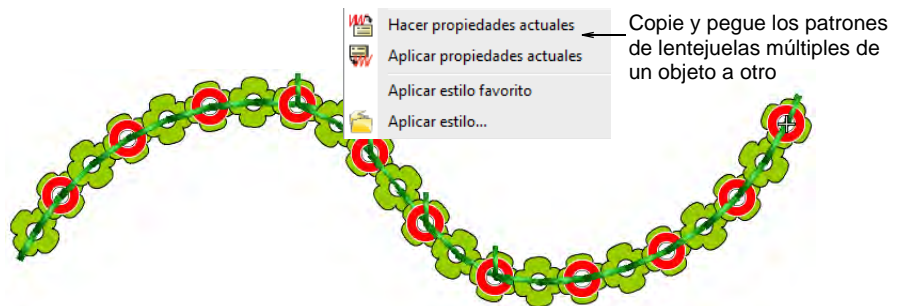 Hacer propiedades actuales
Aplicar propiedades actuales
Aplicar estilo favorito
Aplicar estilo...
Copie y pegue los patrones
de lentejuelas múltiples de
un objeto a otro